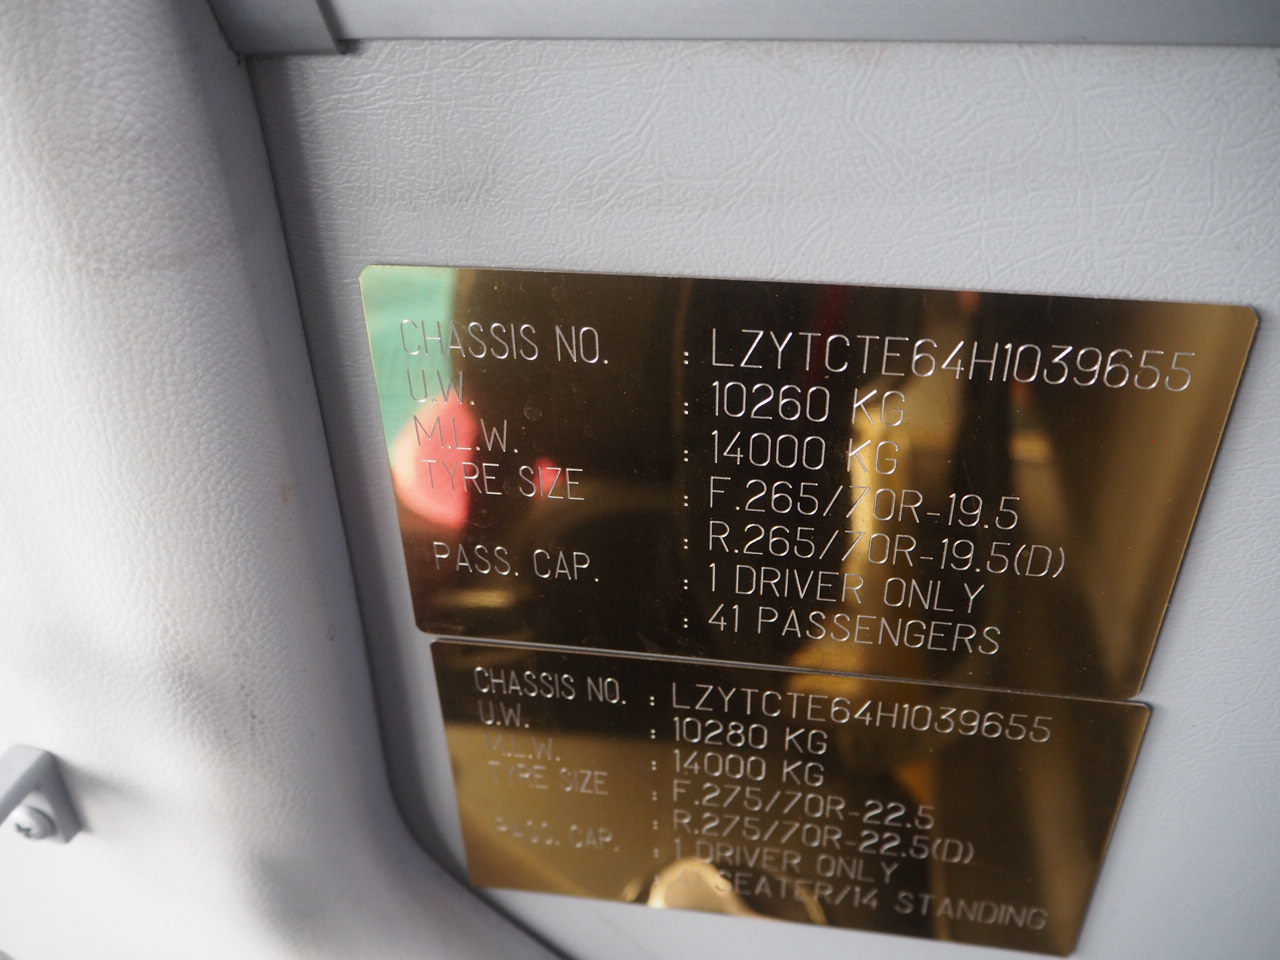 CHASSIS NO. : LZYTCTE64H1039655
U.W. : 10260 KG
M.L.W. : 14000 KG
TYRE SIZE : F.265/70R-19.5
: R.265/70R-19.5(D)
PASS. CAP. : 1 DRIVER ONLY
: 41 PASSENGERS
CHASSIS NO. : LZYTCTE64H1039655
U.W. : 10280 KG
M.L.W. : 14000 KG
TYRE SIZE : F.275/70R-22.5
: R.275/70R-22.5(D)
PASS. CAP. : 1 DRIVER ONLY
SEATER/14 STANDING